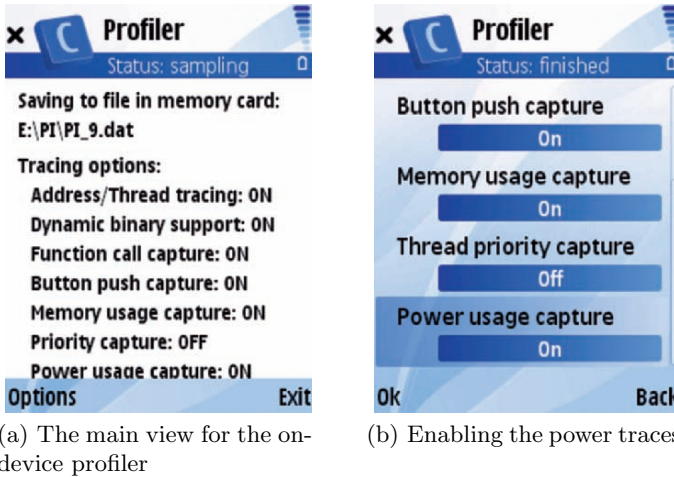 Profiler
Status: sampling
Saving to file in memory card:
E:\PI\PI_9.dat
Tracing options:
Address/Thread tracing: ON
Dynamic binary support: ON
Function call capture: ON
Button push capture: ON
Memory usage capture: ON
Priority capture: OFF
Power usage capture: ON
Options Exit
(a) The main view for the on-
device profiler
Profiler
Status: finished
Button push capture
On
Memory usage capture
On
Thread priority capture
Off
Power usage capture
On
Ok Back
(b) Enabling the power traces